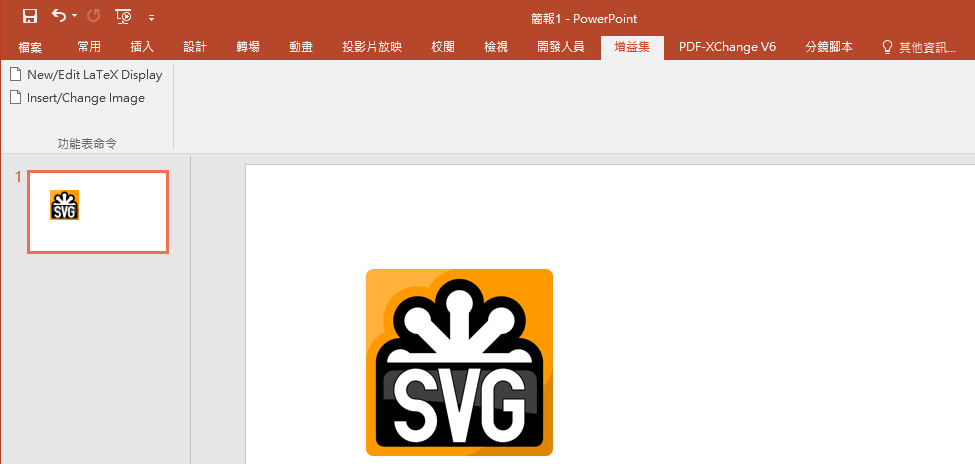 簡報1 - PowerPoint
檔案 常用 插入 設計 轉場 動畫 投影片放映 校閱 檢視 開發人員 增益集 PDF-XChange V6 分鏡腳本 其他資訊...
New/Edit LaTeX Display
Insert/Change Image
功能表命令
1
SVG
SVG